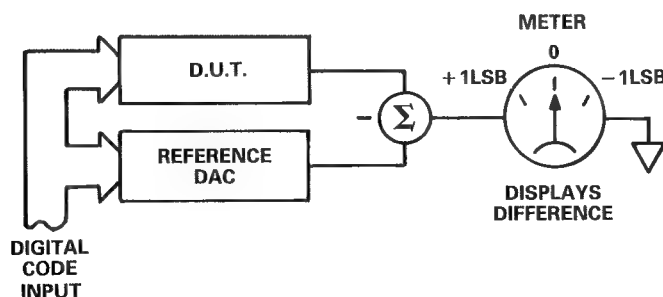 METER
0
+1LSB
-1LSB
D.U.T.
-
Σ
REFERENCE
DAC
DISPLAYS
DIFFERENCE
DIGITAL
CODE
INPUT